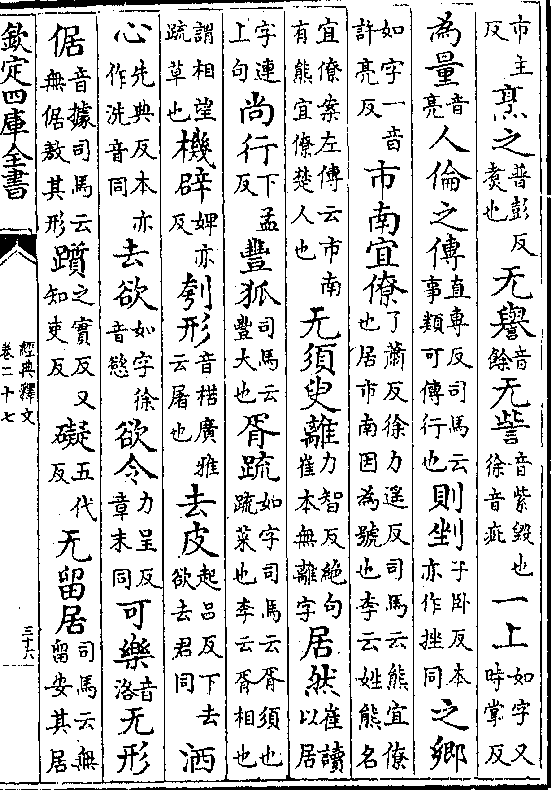 市主反烹之普彭反煑也无譽音餘无訾音紫毁也徐音疵一上如字又時掌反
為量音亮人倫之傳直專反司馬云事類可傳行也則剉子卧反本亦作挫同之鄉
如字一音許亮反市南宜僚了蕭反徐力遥反司馬云熊宜僚也居市南因為號也李云姓熊名
宜僚案左傳云市南有熊宜僚楚人也无須臾離力智反絶句崔本無離字居然崔讀以居
字連上句尚行下孟反豐狐司馬云豐大也胥疏如字司馬云胥須也疏菜也李云胥相也
謂相望疏草也機辟婢亦反刳形音楛廣雅云屠也去皮起吕反下去欲去君同洒
心先典反本亦作洗音同去欲如字徐音慾欲令力呈反章末同可樂音洛无形
倨音據司馬云無倨敖其形躓之實反又知吏反礙五代反无留居司馬云無留安其居
欽定四庫全書
經典釋文
卷二十七
三十六